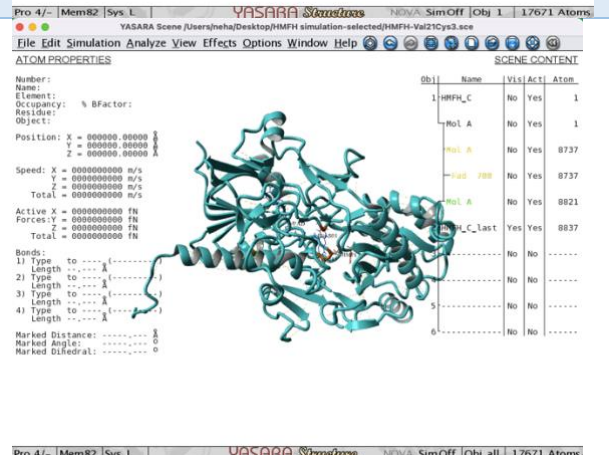 Pro 4/- Mem82 Sys L YASARA Structure NOVA SimOff Obj 1 17671 Atoms
YASARA Scene /Users/neha/Desktop/HMFH simulation-selected/HMFH-Val21Cys3.sce
File Edit Simulation Analyze View Effects Options Window Help
ATOM PROPERTIES
SCENE CONTENT
Number:
Name:
Element:
Occupancy: % BFactor:
Residue:
Object:
Position: X = 000000.00000 Å
Y = 000000.00000 Å
Z = 000000.00000 Å
Speed: X = 0000000000 m/s
Y = 0000000000 m/s
Z = 0000000000 m/s
Total = 0000000000 m/s
Active X = 0000000000 fN
Forces:Y = 0000000000 fN
Z = 0000000000 fN
Total = 0000000000 fN
Bonds:
1) Type to ----.(--------)
Length --.--- Å
2) Type to ----.(--------)
Length --.--- Å
3) Type to ----.(--------)
Length --.--- Å
4) Type to ----.(--------)
Length --.--- Å
Marked Distance: -----.--- Å
Marked Angle: -----.--- O
Marked Dihedral: -----.--- O
Obj Name Vis Act Atom
1 HMFH_C No Yes 1
Mol A No Yes 1
Mol A No Yes 8737
Fad 700 No Yes 8737
Mol A No Yes 8821
C_last Yes Yes 8837
No No ------
No No ------
5 No No ------
6 No No ------
Pro 4/- Mem82 Sys L YASARA Structure NOVA SimOff Obj all 17671 Atoms